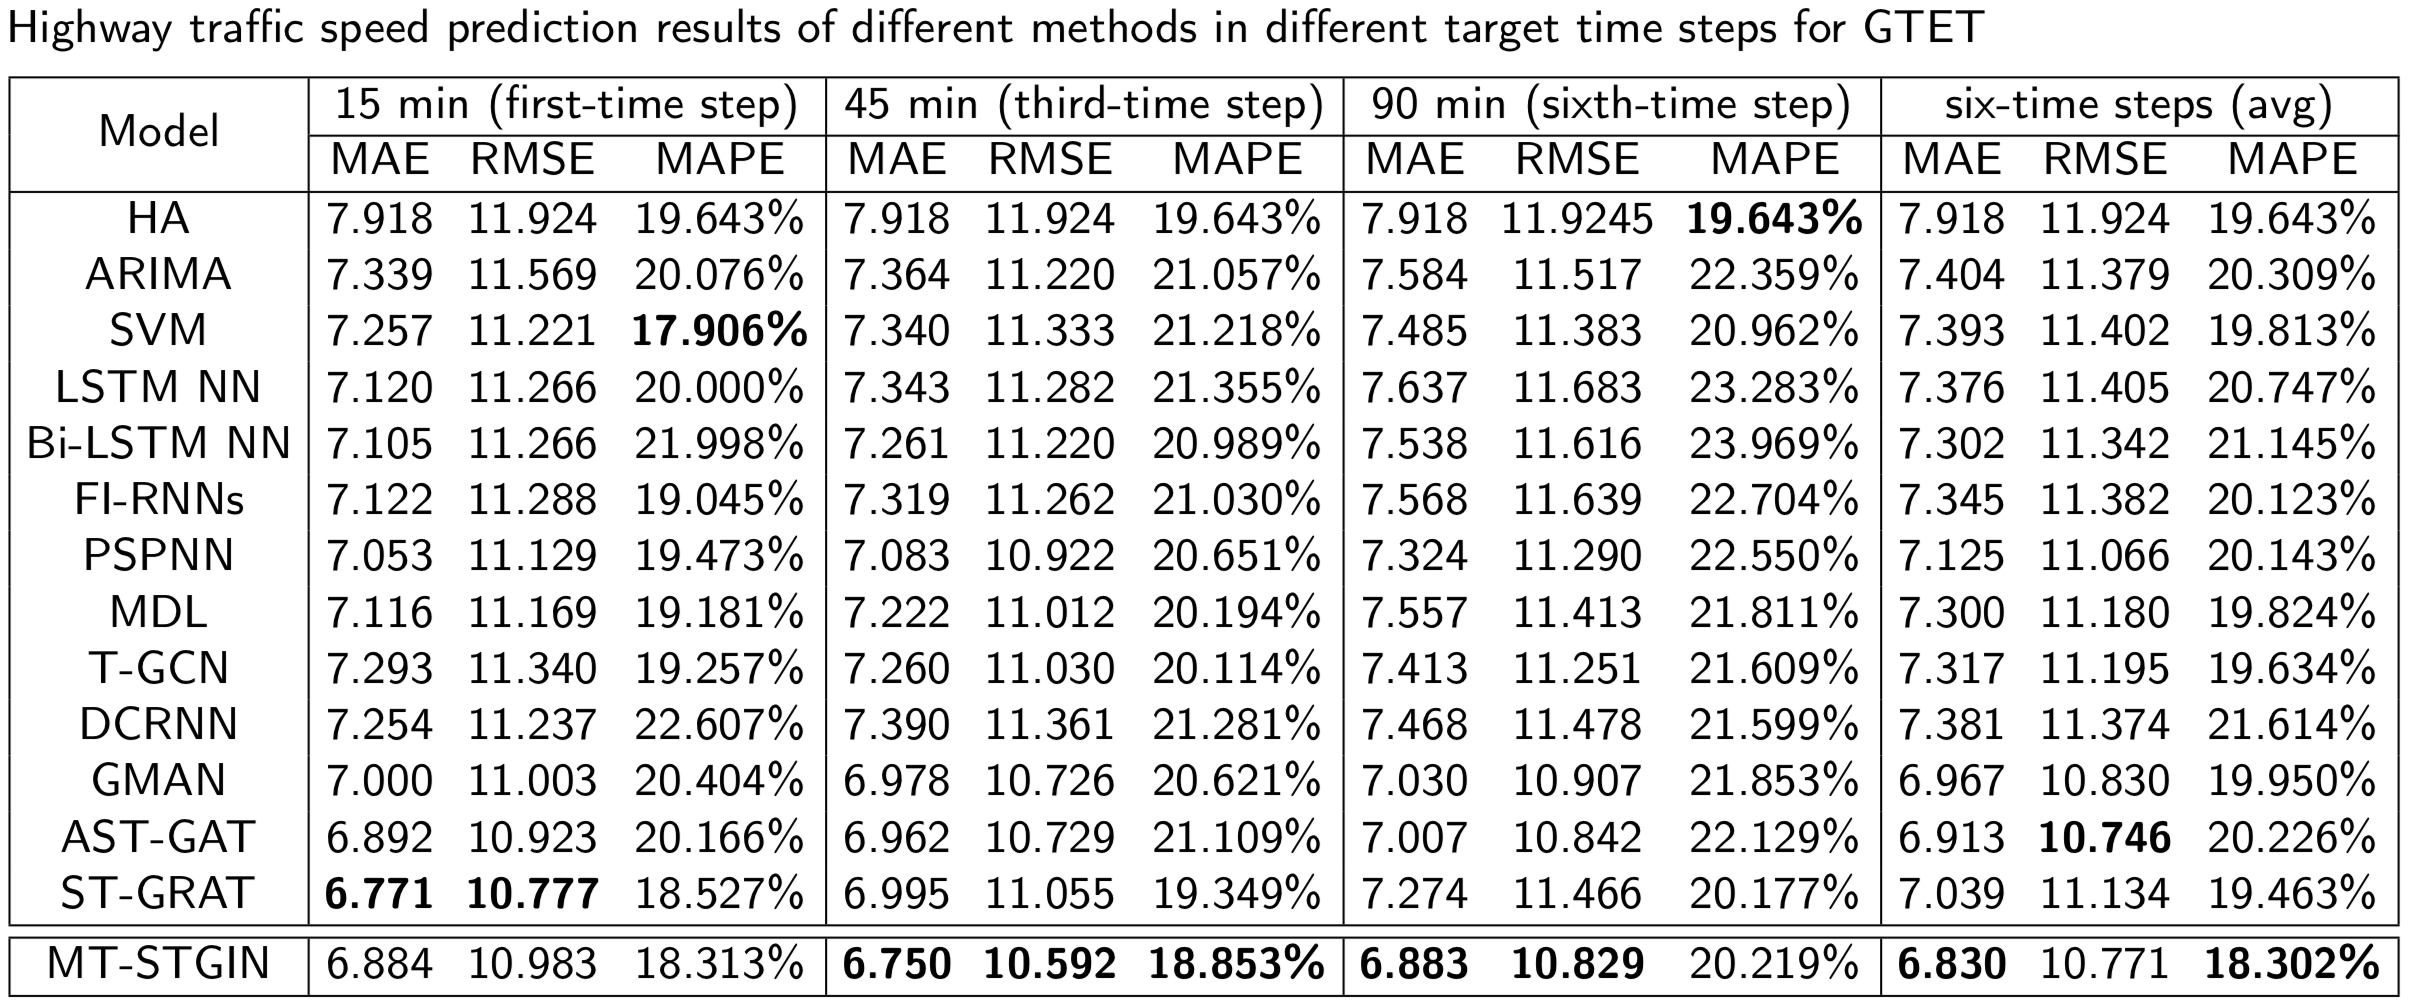 Highway traffic speed prediction results of different methods in different target time steps for GTET
Model 15 min (first-time step) 45 min (third-time step) 90 min (sixth-time step) six-time steps (avg)
MAE RMSE MAPE MAE RMSE MAPE MAE RMSE MAPE MAE RMSE MAPE
HA 7.918 11.924 19.643% 7.918 11.924 19.643% 7.918 11.9245 19.643% 7.918 11.924 19.643%
ARIMA 7.339 11.569 20.076% 7.364 11.220 21.057% 7.584 11.517 22.359% 7.404 11.379 20.309%
SVM 7.257 11.221 17.906% 7.340 11.333 21.218% 7.485 11.383 20.962% 7.393 11.402 19.813%
LSTM NN 7.120 11.266 20.000% 7.343 11.282 21.355% 7.637 11.683 23.283% 7.376 11.405 20.747%
Bi-LSTM NN 7.105 11.266 21.998% 7.261 11.220 20.989% 7.538 11.616 23.969% 7.302 11.342 21.145%
FI-RNNs 7.122 11.288 19.045% 7.319 11.262 21.030% 7.568 11.639 22.704% 7.345 11.382 20.123%
PSPNN 7.053 11.129 19.473% 7.083 10.922 20.651% 7.324 11.290 22.550% 7.125 11.066 20.143%
MDL 7.116 11.169 19.181% 7.222 11.012 20.194% 7.557 11.413 21.811% 7.300 11.180 19.824%
T-GCN 7.293 11.340 19.257% 7.260 11.030 20.114% 7.413 11.251 21.609% 7.317 11.195 19.634%
DCRNN 7.254 11.237 22.607% 7.390 11.361 21.281% 7.468 11.478 21.599% 7.381 11.374 21.614%
GMAN 7.000 11.003 20.404% 6.978 10.726 20.621% 7.030 10.907 21.853% 6.967 10.830 19.950%
AST-GAT 6.892 10.923 20.166% 6.962 10.729 21.109% 7.007 10.842 22.129% 6.913 10.746 20.226%
ST-GRAT 6.771 10.777 18.527% 6.995 11.055 19.349% 7.274 11.466 20.177% 7.039 11.134 19.463%
MT-STGIN 6.884 10.983 18.313% 6.750 10.592 18.853% 6.883 10.829 20.219% 6.830 10.771 18.302%